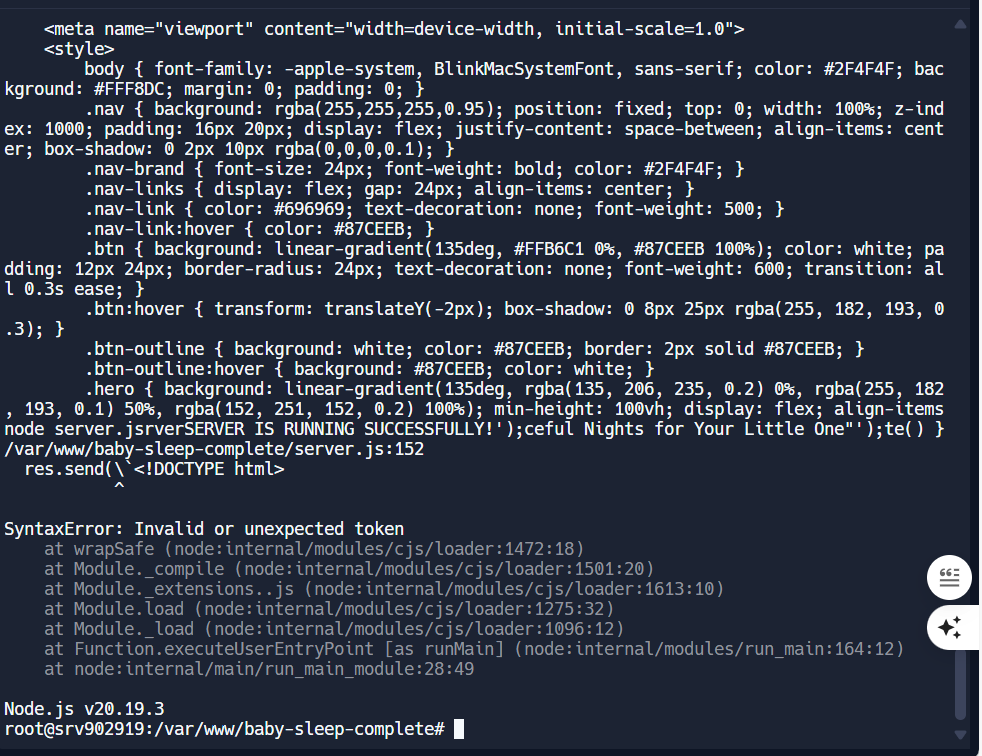 <meta name="viewport" content="width=device-width, initial-scale=1.0">
    <style>
        body { font-family: -apple-system, BlinkMacSystemFont, sans-serif; color: #2F4F4F; bac
kground: #FFF8DC; margin: 0; padding: 0; }
        .nav { background: rgba(255,255,255,0.95); position: fixed; top: 0; width: 100%; z-ind
ex: 1000; padding: 16px 20px; display: flex; justify-content: space-between; align-items: cent
er; box-shadow: 0 2px 10px rgba(0,0,0,0.1); }
        .nav-brand { font-size: 24px; font-weight: bold; color: #2F4F4F; }
        .nav-links { display: flex; gap: 24px; align-items: center; }
        .nav-link { color: #696969; text-decoration: none; font-weight: 500; }
        .nav-link:hover { color: #87CEEB; }
        .btn { background: linear-gradient(135deg, #FFB6C1 0%, #87CEEB 100%); color: white; pa
dding: 12px 24px; border-radius: 24px; text-decoration: none; font-weight: 600; transition: al
l 0.3s ease; }
        .btn:hover { transform: translateY(-2px); box-shadow: 0 8px 25px rgba(255, 182, 193, 0
.3); }
        .btn-outline { background: white; color: #87CEEB; border: 2px solid #87CEEB; }
        .btn-outline:hover { background: #87CEEB; color: white; }
        .hero { background: linear-gradient(135deg, rgba(135, 206, 235, 0.2) 0%, rgba(255, 182
, 193, 0.1) 50%, rgba(152, 251, 152, 0.2) 100%); min-height: 100vh; display: flex; align-items
node server.jsrverSERVER IS RUNNING SUCCESSFULLY!');ceful Nights for Your Little One"');te() }
/var/www/baby-sleep-complete/server.js:152
  res.send(\`<!DOCTYPE html>
           ^

SyntaxError: Invalid or unexpected token
    at wrapSafe (node:internal/modules/cjs/loader:1472:18)
    at Module._compile (node:internal/modules/cjs/loader:1501:20)
    at Module._extensions..js (node:internal/modules/cjs/loader:1613:10)
    at Module.load (node:internal/modules/cjs/loader:1275:32)
    at Module._load (node:internal/modules/cjs/loader:1096:12)
    at Function.executeUserEntryPoint [as runMain] (node:internal/modules/run_main:164:12)
    at node:internal/main/run_main_module:28:49

Node.js v20.19.3
root@srv902919:/var/www/baby-sleep-complete#